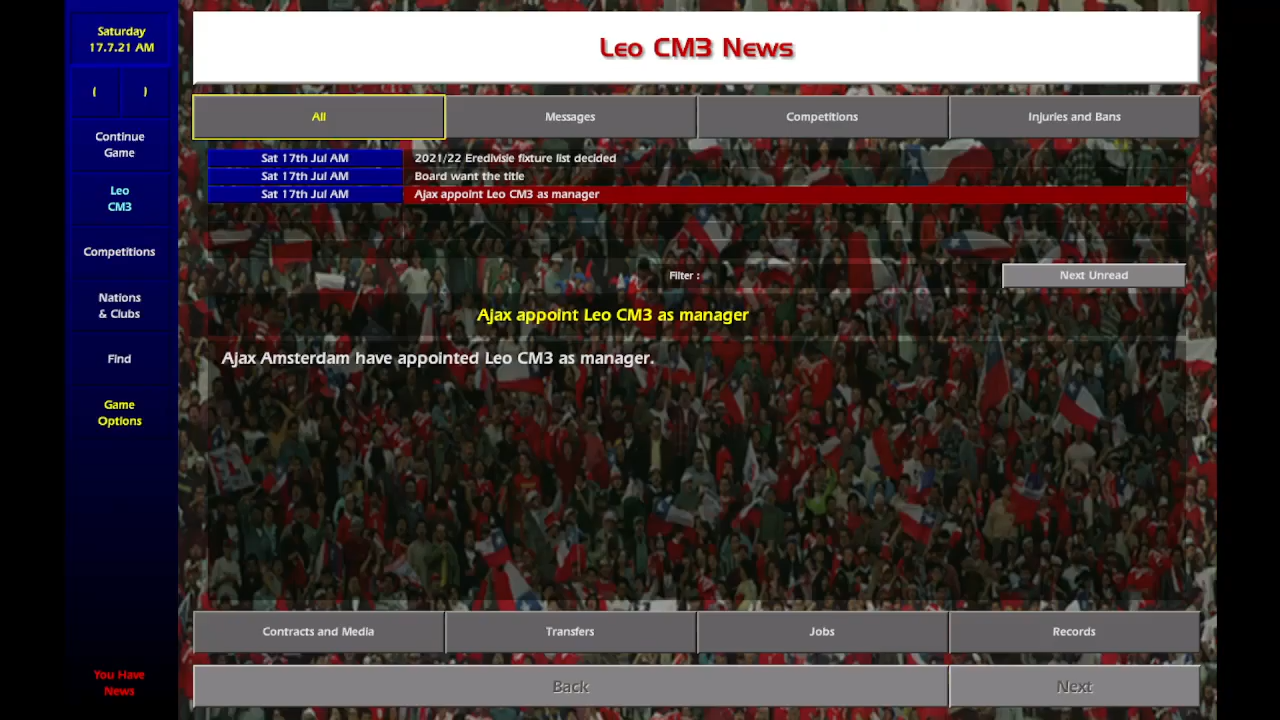 Saturday
17.7.21 AM
Leo CM3 News
( )
All
Messages
Competitions
Injuries and Bans
Continue
Game
Sat 17th Jul AM 2021/22 Eredivisie fixture list decided
Sat 17th Jul AM Board want the title
Sat 17th Jul AM Ajax appoint Leo CM3 as manager
Leo
CM3
Competitions
Filter :
Next Unread
Nations
& Clubs
Ajax appoint Leo CM3 as manager
Find
Ajax Amsterdam have appointed Leo CM3 as manager.
Game
Options
Contracts and Media
Transfers
Jobs
Records
You Have
News
Back
Next